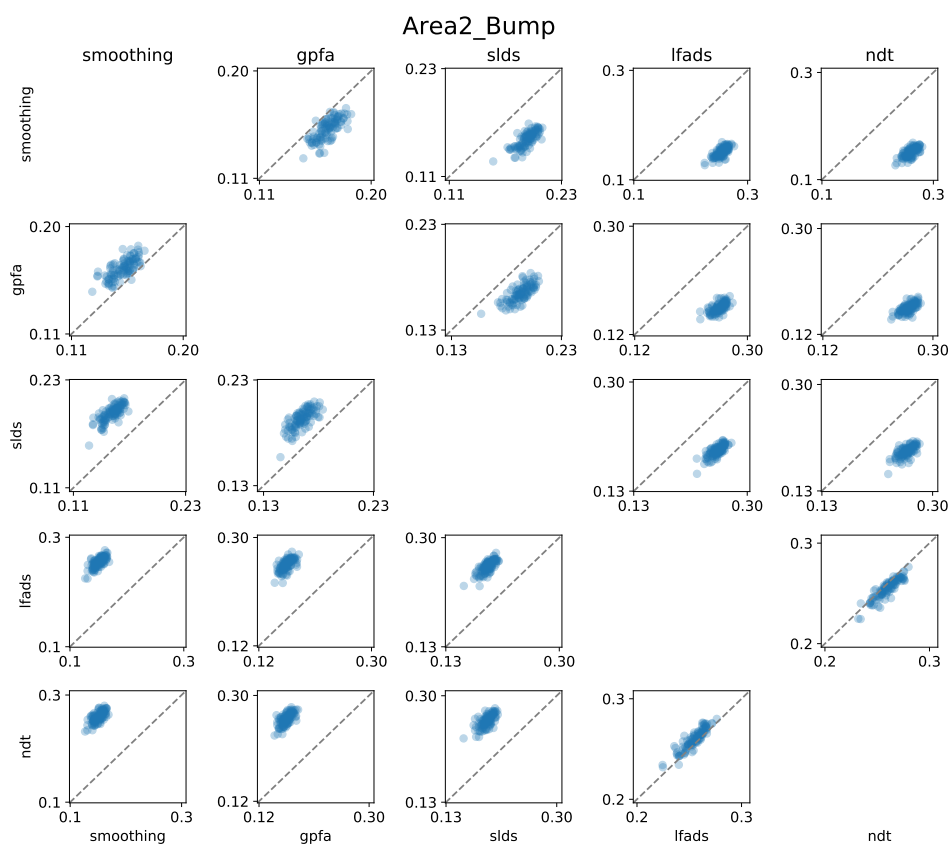 Area2_Bump
smoothing gpfa slds lfads ndt
smoothing
0.20 0.11 0.11 0.20
0.23 0.11 0.11 0.23
0.3 0.1 0.1 0.3
0.3 0.1 0.1 0.3
gpfa
0.20 0.11 0.11 0.20
0.23 0.13 0.13 0.23
0.30 0.12 0.12 0.30
0.30 0.12 0.12 0.30
slds
0.23 0.11 0.11 0.23
0.23 0.13 0.13 0.23
0.30 0.13 0.13 0.30
0.30 0.13 0.13 0.30
lfads
0.3 0.1 0.1 0.3
0.30 0.12 0.12 0.30
0.30 0.13 0.13 0.30
0.3 0.2 0.2 0.3
ndt
0.3 0.1 0.1 0.3
0.30 0.12 0.12 0.30
0.30 0.13 0.13 0.30
0.3 0.2 0.2 0.3
smoothing gpfa slds lfads ndt